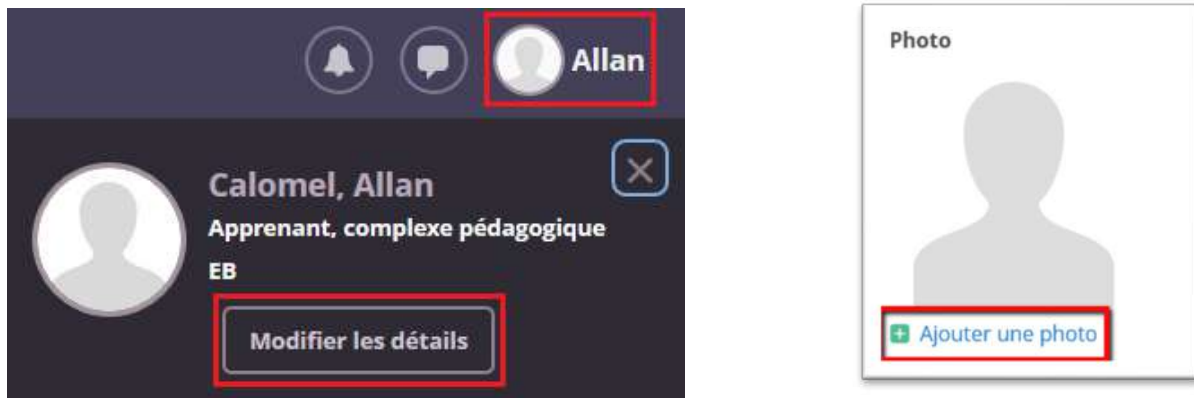 Allan
Calomel, Allan
Apprenant, complexe pédagogique
EB
Modifier les détails
Photo
Ajouter une photo